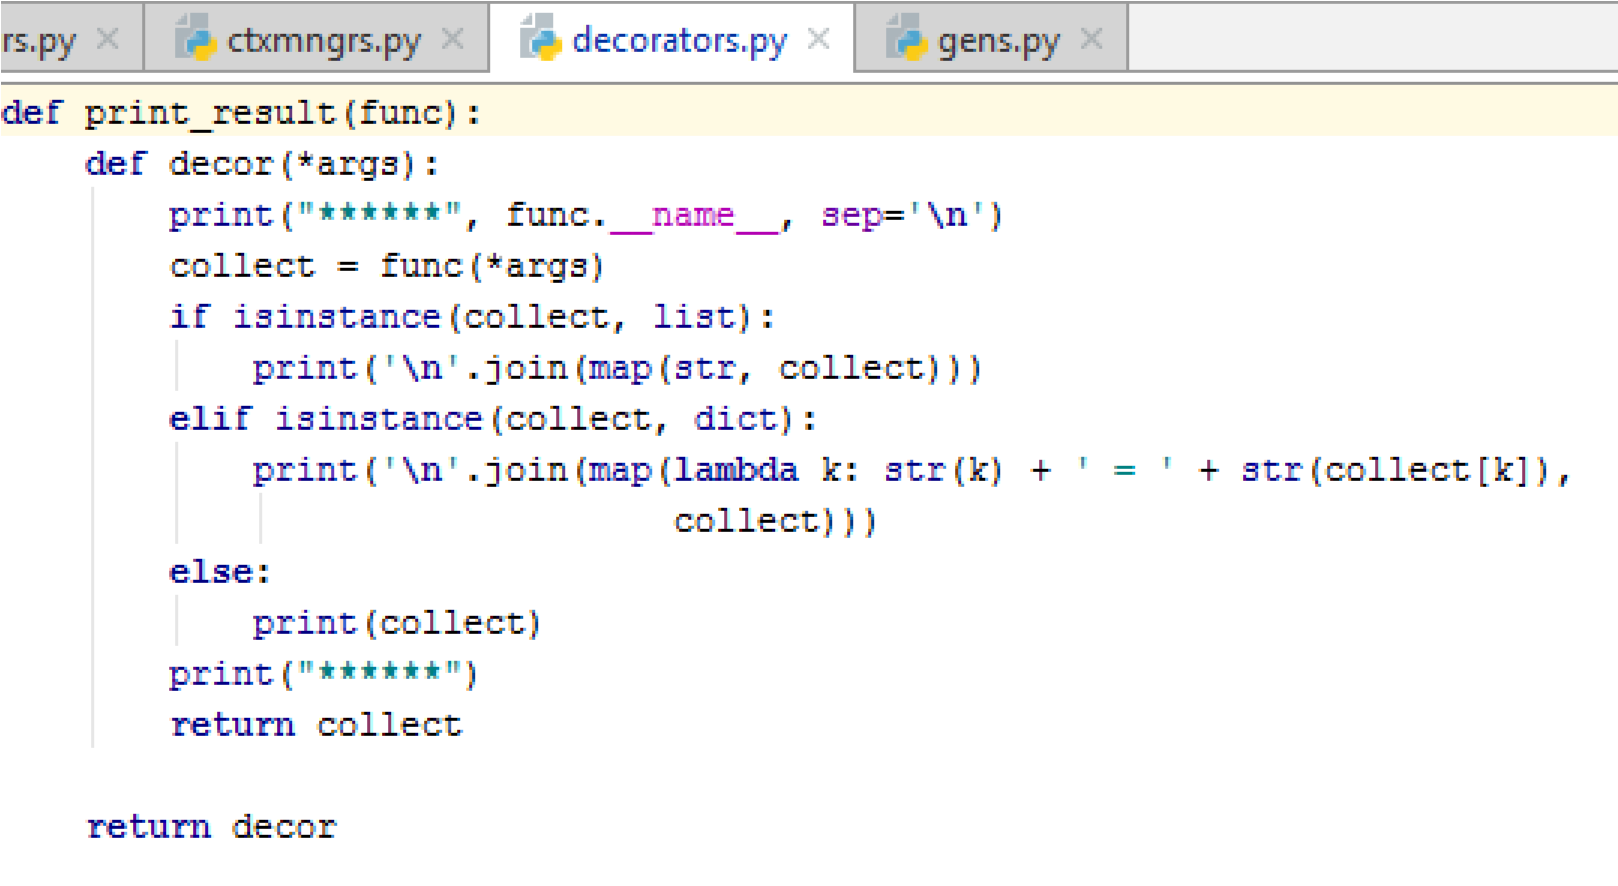 rs.py ctxmngrs.py decorators.py gens.py
def print_result(func):
    def decor(*args):
        print("******", func.__name__, sep='\n')
        collect = func(*args)
        if isinstance(collect, list):
            print('\n'.join(map(str, collect)))
        elif isinstance(collect, dict):
            print('\n'.join(map(lambda k: str(k) + ' = ' + str(collect[k]),
                                collect)))
        else:
            print(collect)
        print("******")
        return collect
    return decor